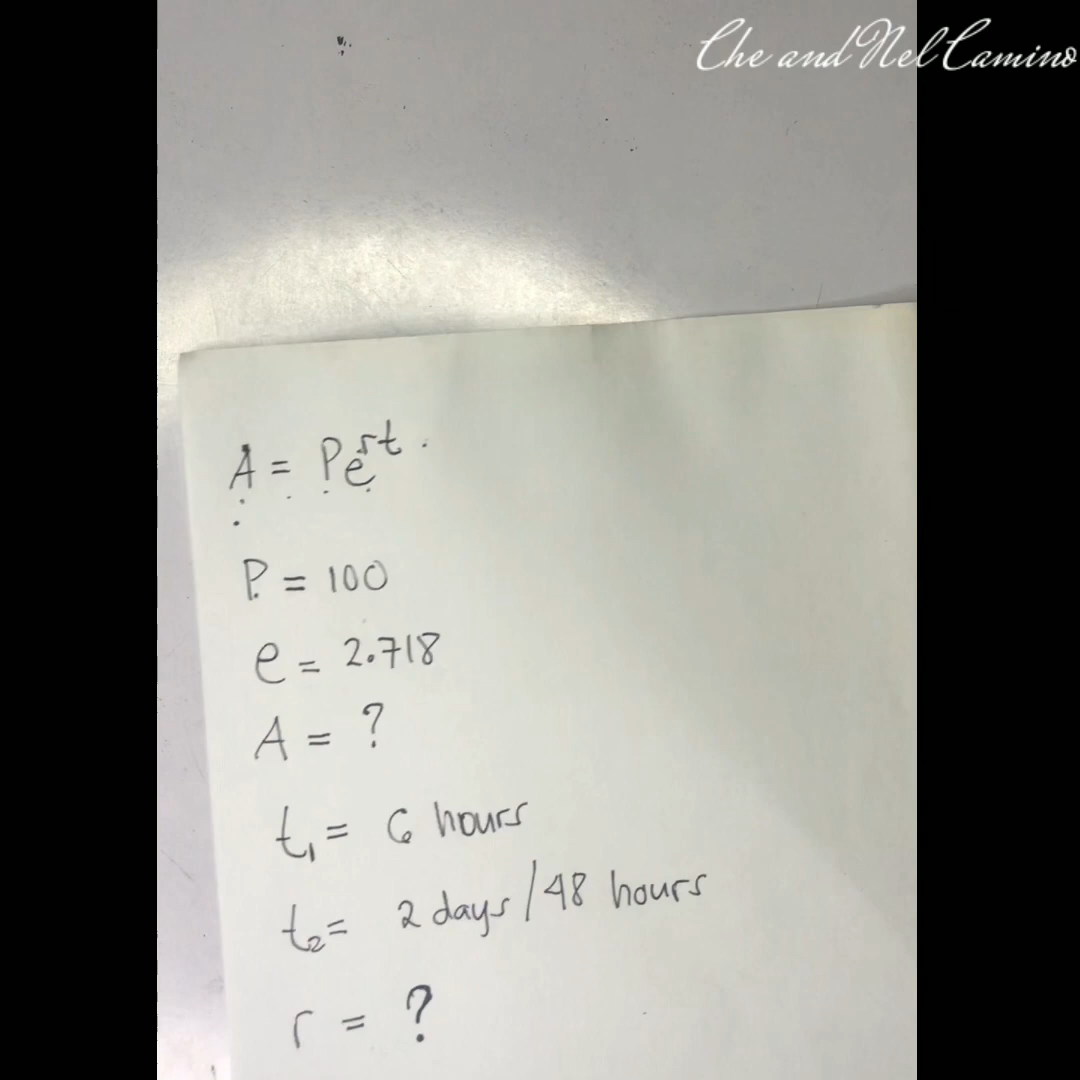 Che and Nel Camino
A = Pe^rt.
P = 100
e = 2.718
A = ?
t₁ = 6 hours
t₂ = 2 days / 48 hours
r = ?